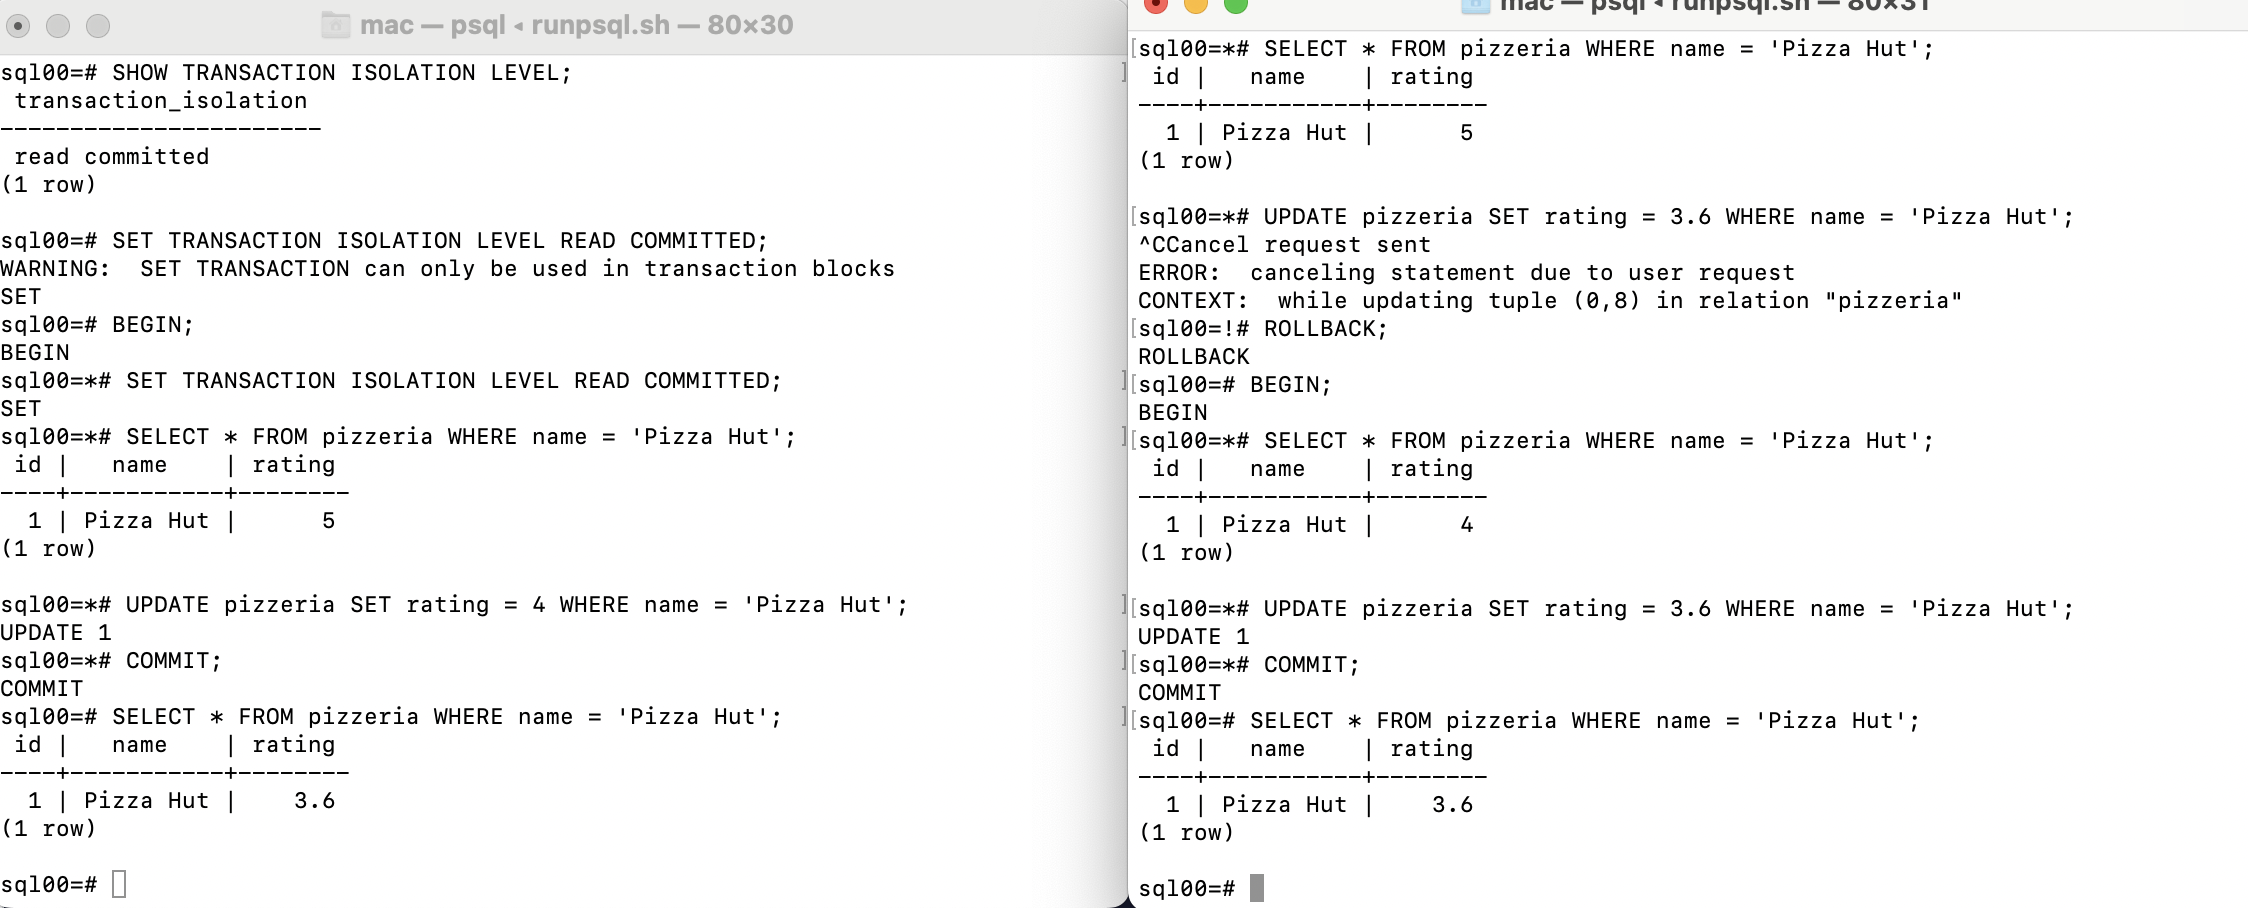 mac — psql ◂ runpsql.sh — 80×30
sql00=# SHOW TRANSACTION ISOLATION LEVEL;
 transaction_isolation
-----------------------
 read committed
(1 row)

sql00=# SET TRANSACTION ISOLATION LEVEL READ COMMITTED;
WARNING:  SET TRANSACTION can only be used in transaction blocks
SET
sql00=# BEGIN;
BEGIN
sql00=*# SET TRANSACTION ISOLATION LEVEL READ COMMITTED;
SET
sql00=*# SELECT * FROM pizzeria WHERE name = 'Pizza Hut';
 id |   name    | rating
----+-----------+--------
  1 | Pizza Hut |      5
(1 row)

sql00=*# UPDATE pizzeria SET rating = 4 WHERE name = 'Pizza Hut';
UPDATE 1
sql00=*# COMMIT;
COMMIT
sql00=# SELECT * FROM pizzeria WHERE name = 'Pizza Hut';
 id |   name    | rating
----+-----------+--------
  1 | Pizza Hut |    3.6
(1 row)

sql00=#
mac — psql ◂ runpsql.sh — 80×31
sql00=*# SELECT * FROM pizzeria WHERE name = 'Pizza Hut';
 id |   name    | rating
----+-----------+--------
  1 | Pizza Hut |      5
(1 row)

sql00=*# UPDATE pizzeria SET rating = 3.6 WHERE name = 'Pizza Hut';
^CCancel request sent
ERROR:  canceling statement due to user request
CONTEXT:  while updating tuple (0,8) in relation "pizzeria"
sql00=!# ROLLBACK;
ROLLBACK
sql00=# BEGIN;
BEGIN
sql00=*# SELECT * FROM pizzeria WHERE name = 'Pizza Hut';
 id |   name    | rating
----+-----------+--------
  1 | Pizza Hut |      4
(1 row)

sql00=*# UPDATE pizzeria SET rating = 3.6 WHERE name = 'Pizza Hut';
UPDATE 1
sql00=*# COMMIT;
COMMIT
sql00=# SELECT * FROM pizzeria WHERE name = 'Pizza Hut';
 id |   name    | rating
----+-----------+--------
  1 | Pizza Hut |    3.6
(1 row)

sql00=#